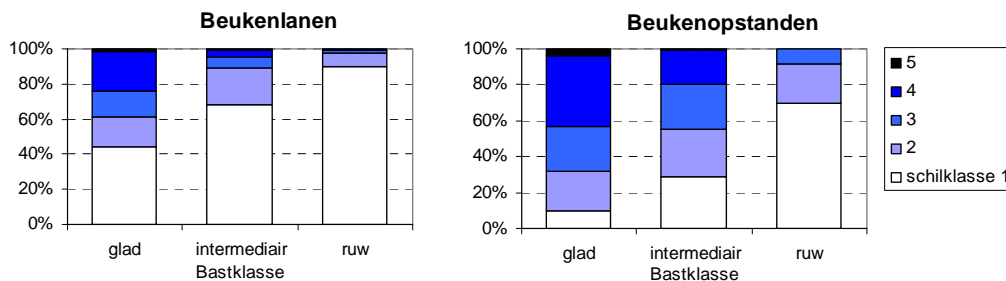 Beukenlanen
100%
80%
60%
40%
20%
0%
glad
intermediair
ruw
Bastklasse
Beukenopstanden
100%
80%
60%
40%
20%
0%
glad
intermediair
ruw
Bastklasse
5
4
3
2
schilklasse 1